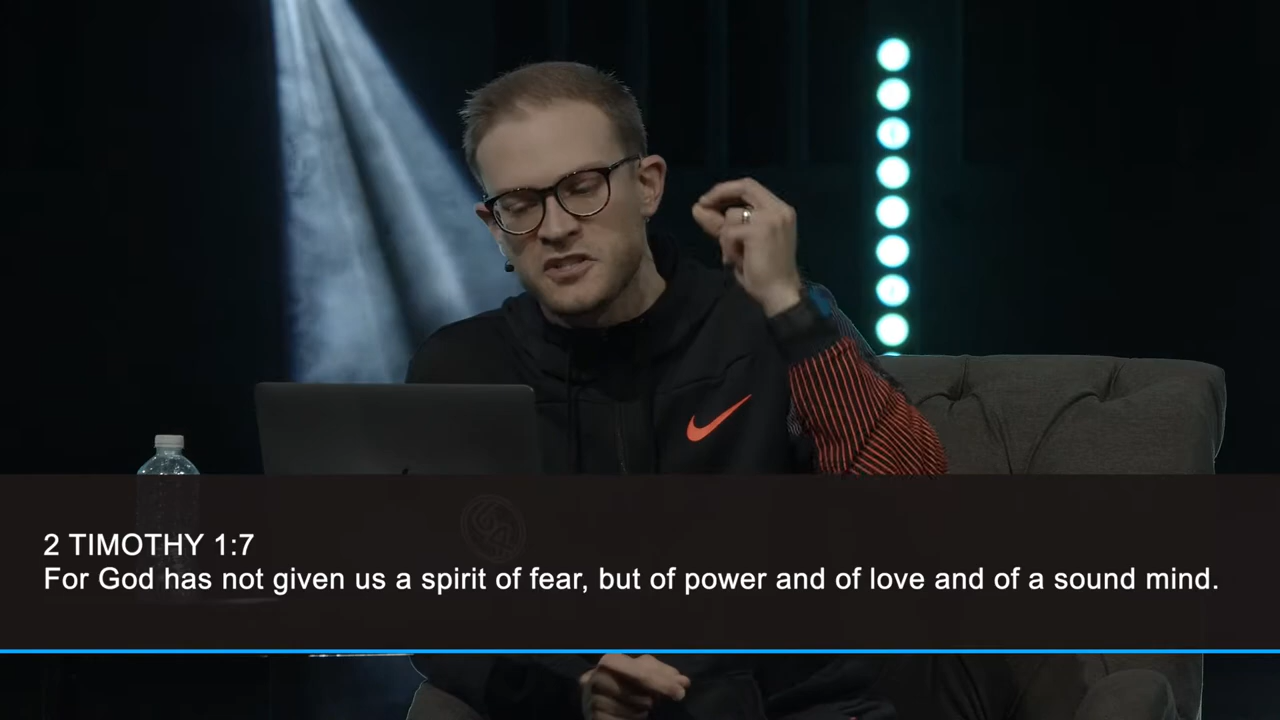 2 TIMOTHY 1:7
For God has not given us a spirit of fear, but of power and of love and of a sound mind.